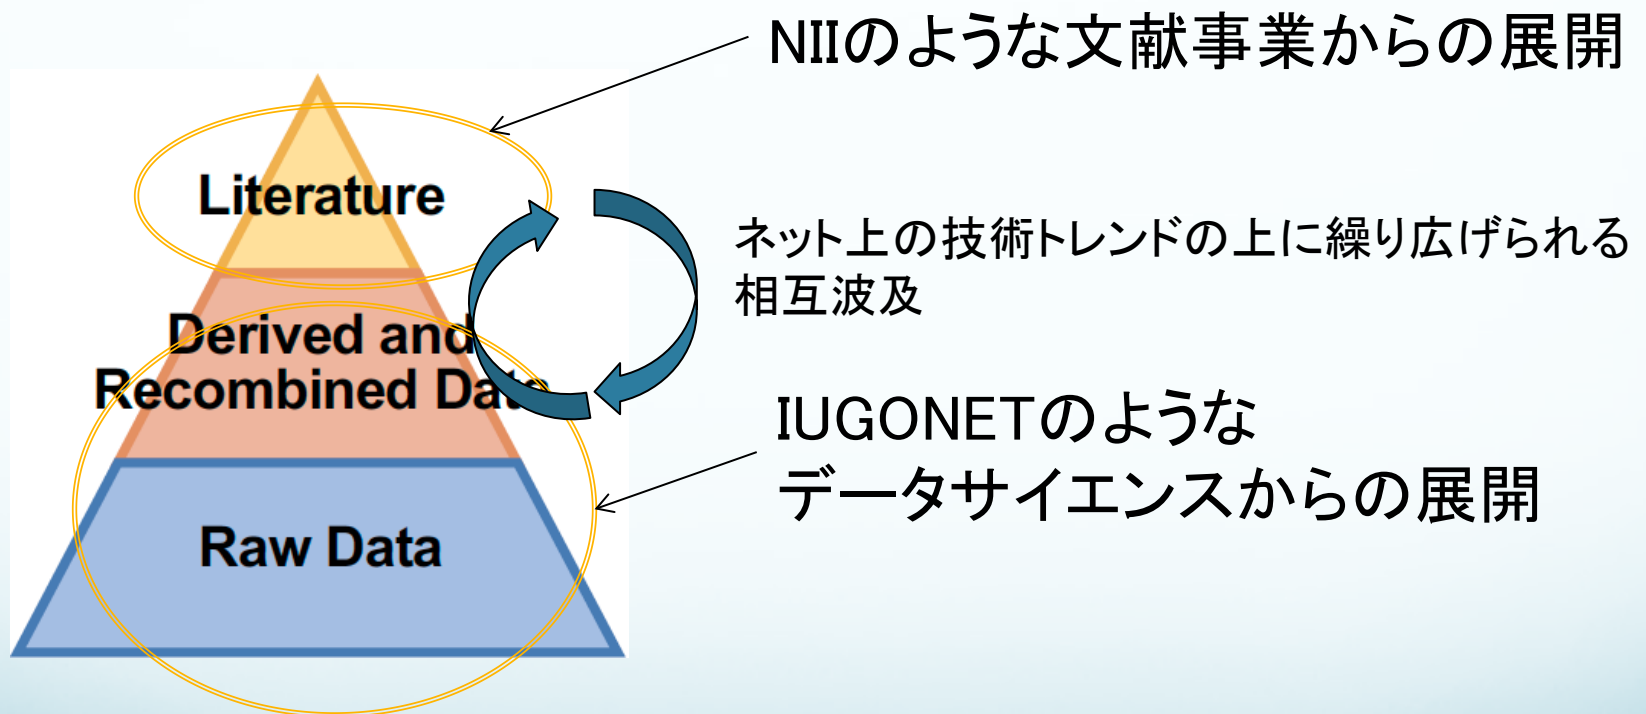 NIIのような文献事業からの展開
Literature
ネット上の技術トレンドの上に繰り広げられる
相互波及
Derived and
Recombined Data
IUGONETのような
データサイエンスからの展開
Raw Data